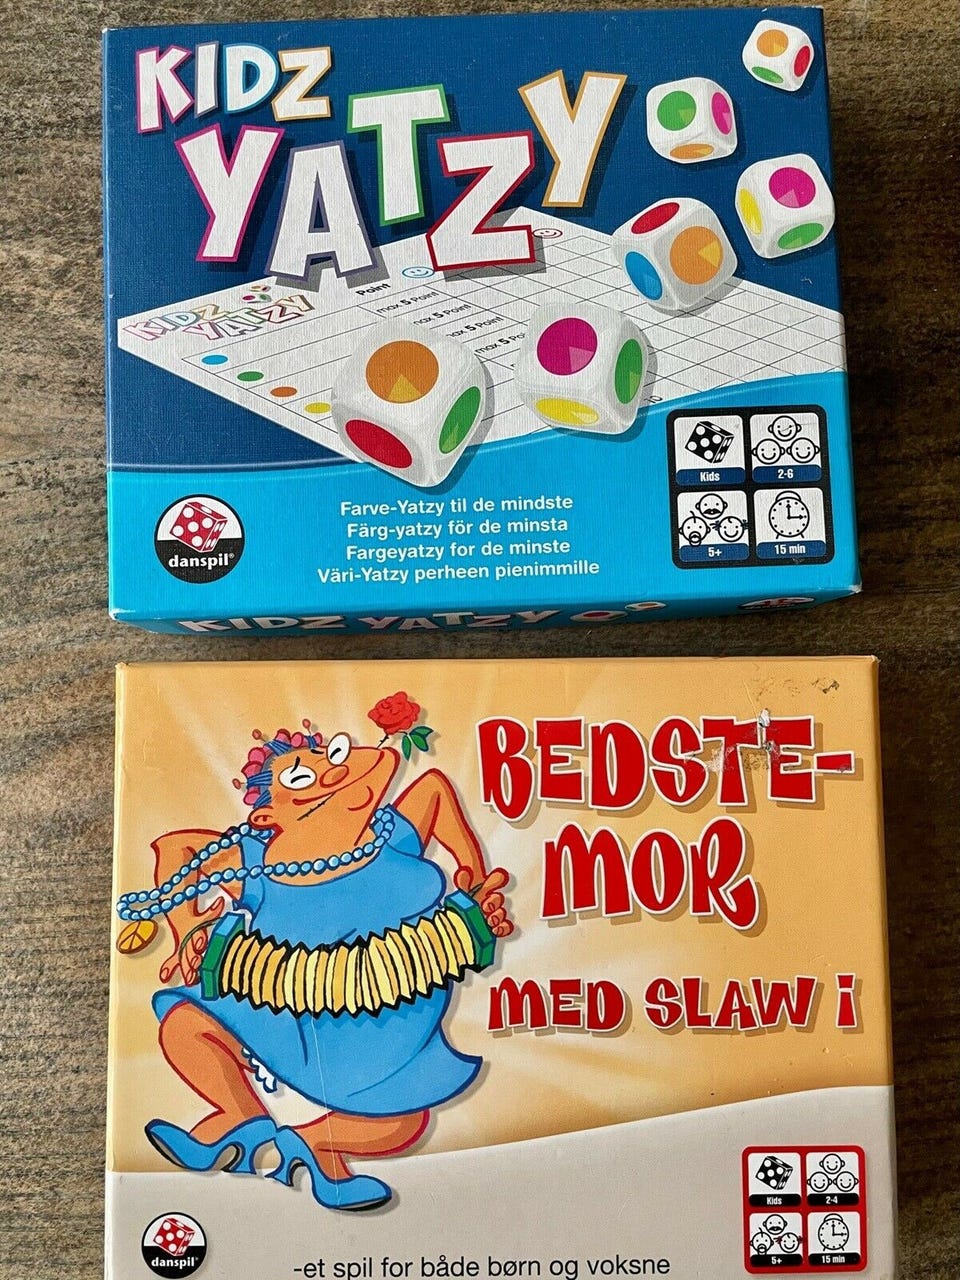 KIDZ
YATZY
KIDZ
YATZY
Point
max 5 Point
max 5 Point
max 5 Point
max 5
10
Kids
2-6
5+
15 min
danspil®
Farve-Yatzy til de mindste
Färg-yatzy för de minsta
Fargeyatzy for de minste
Väri-Yatzy perheen pienimmille
KIDZ YATZY
BEDSTE-
MOR
MED SLAW i
Kids
2-4
5+
15 min
danspil®
-et spil for både børn og voksne